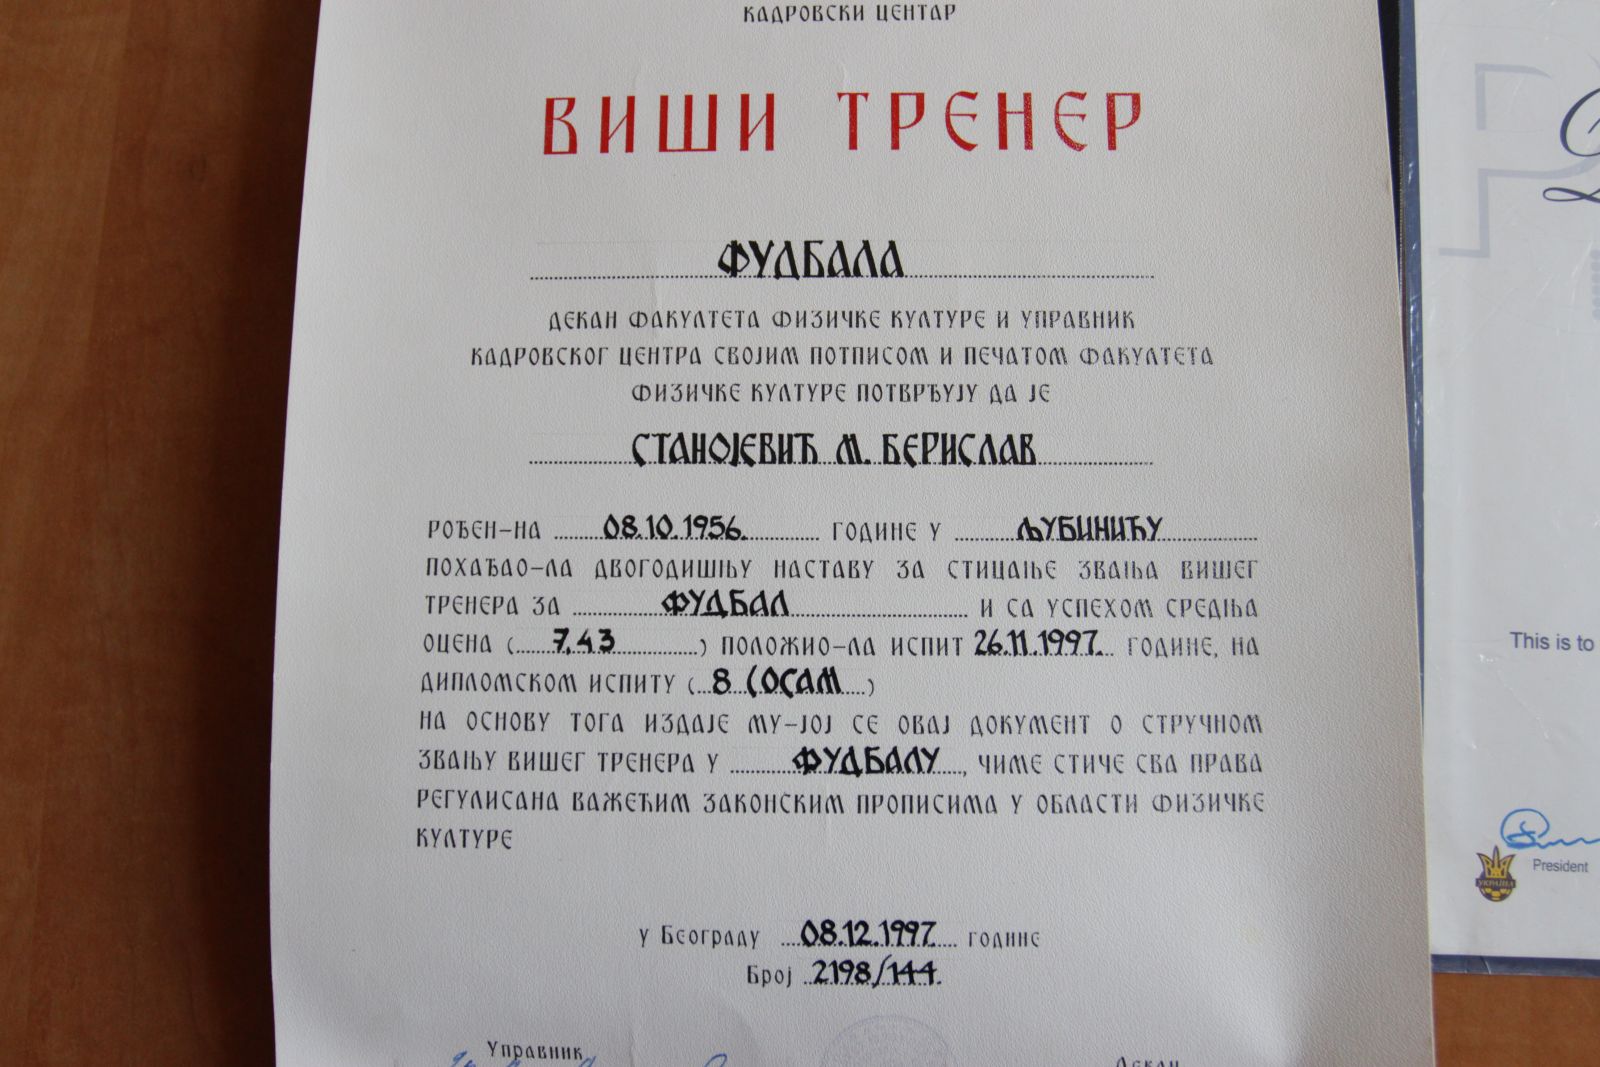 КАДРОВСКИ ЦЕНТАР
ВИШИ ТРЕНЕР
ФУДБАЛА
ДЕКАН ФАКУЛТЕТА ФИЗИЧКЕ КУЛТУРЕ И УПРАВНИК
КАДРОВСКОГ ЦЕНТРА СВОЈИМ ПОТПИСОМ И ПЕЧАТОМ ФАКУЛТЕТА
ФИЗИЧКЕ КУЛТУРЕ ПОТВРЂУЈУ ДА ЈЕ
СТАНОЈЕВИЋ М. БЕРИСЛАВ
РОЂЕН-НА 08.10.1956. ГОДИНЕ У ЉУБИНИЋУ
ПОХАЂАО-ЛА ДВОГОДИШЊУ НАСТАВУ ЗА СТИЦАЊЕ ЗВАЊА ВИШЕГ
ТРЕНЕРА ЗА ФУДБАЛ И СА УСПЕХОМ СРЕДЊА
ОЦЕНА (7,43) ПОЛОЖИО-ЛА ИСПИТ 26.11.1997. ГОДИНЕ, НА
ДИПЛОМСКОМ ИСПИТУ (8 (ОСАМ)
НА ОСНОВУ ТОГА ИЗДАЈЕ МУ-ЈОЈ СЕ ОВАЈ ДОКУМЕНТ О СТРУЧНОМ
ЗВАЊУ ВИШЕГ ТРЕНЕРА У ФУДБАЛУ, ЧИМЕ СТИЧЕ СВА ПРАВА
РЕГУЛИСАНА ВАЖЕЋИМ ЗАКОНСКИМ ПРОПИСИМА У ОБЛАСТИ ФИЗИЧКЕ
КУЛТУРЕ
У БЕОГРАДУ 08.12.1997. ГОДИНЕ
Број 2198/144.
Управник
Декан
This is to
President
УКРАЇНА